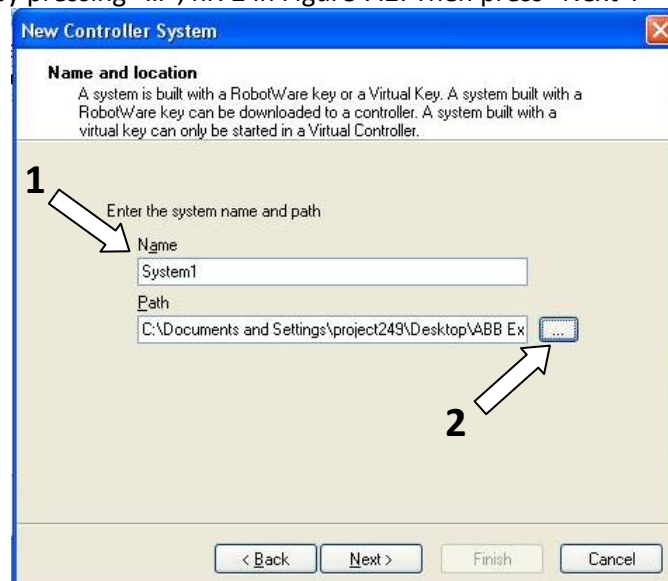 by pressing "...", nr. 2 in Figure A2. Then press "Next".
New Controller System
Name and location
A system is built with a RobotWare key or a Virtual Key. A system built with a
RobotWare key can be downloaded to a controller. A system built with a
virtual key can only be started in a Virtual Controller.
1
Enter the system name and path
Name
System1
Path
C:\Documents and Settings\project249\Desktop\ABB Ex ...
2
< Back Next > Finish Cancel